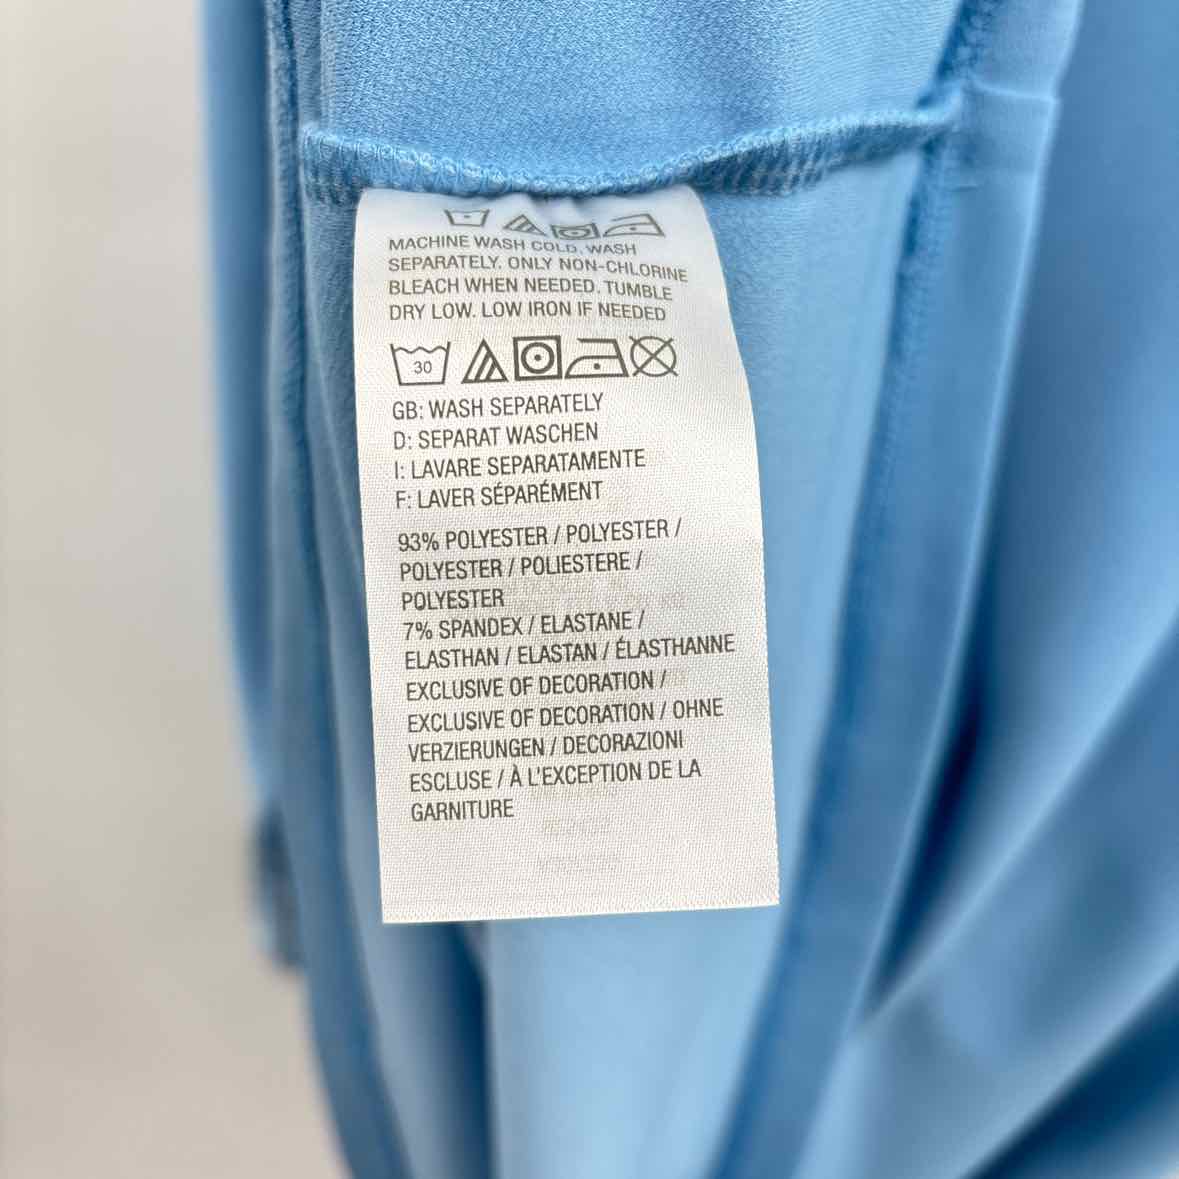 MACHINE WASH COLD. WASH
SEPARATELY. ONLY NON-CHLORINE
BLEACH WHEN NEEDED. TUMBLE
DRY LOW. LOW IRON IF NEEDED
30
GB: WASH SEPARATELY
D: SEPARAT WASCHEN
I: LAVARE SEPARATAMENTE
F: LAVER SÉPARÉMENT
93% POLYESTER / POLYESTER /
POLYESTER / POLIESTERE /
POLYESTER
7% SPANDEX / ELASTANE /
ELASTHAN / ELASTAN / ÉLASTHANNE
EXCLUSIVE OF DECORATION /
EXCLUSIVE OF DECORATION / OHNE
VERZIERUNGEN / DECORAZIONI
ESCLUSE / À L'EXCEPTION DE LA
GARNITURE